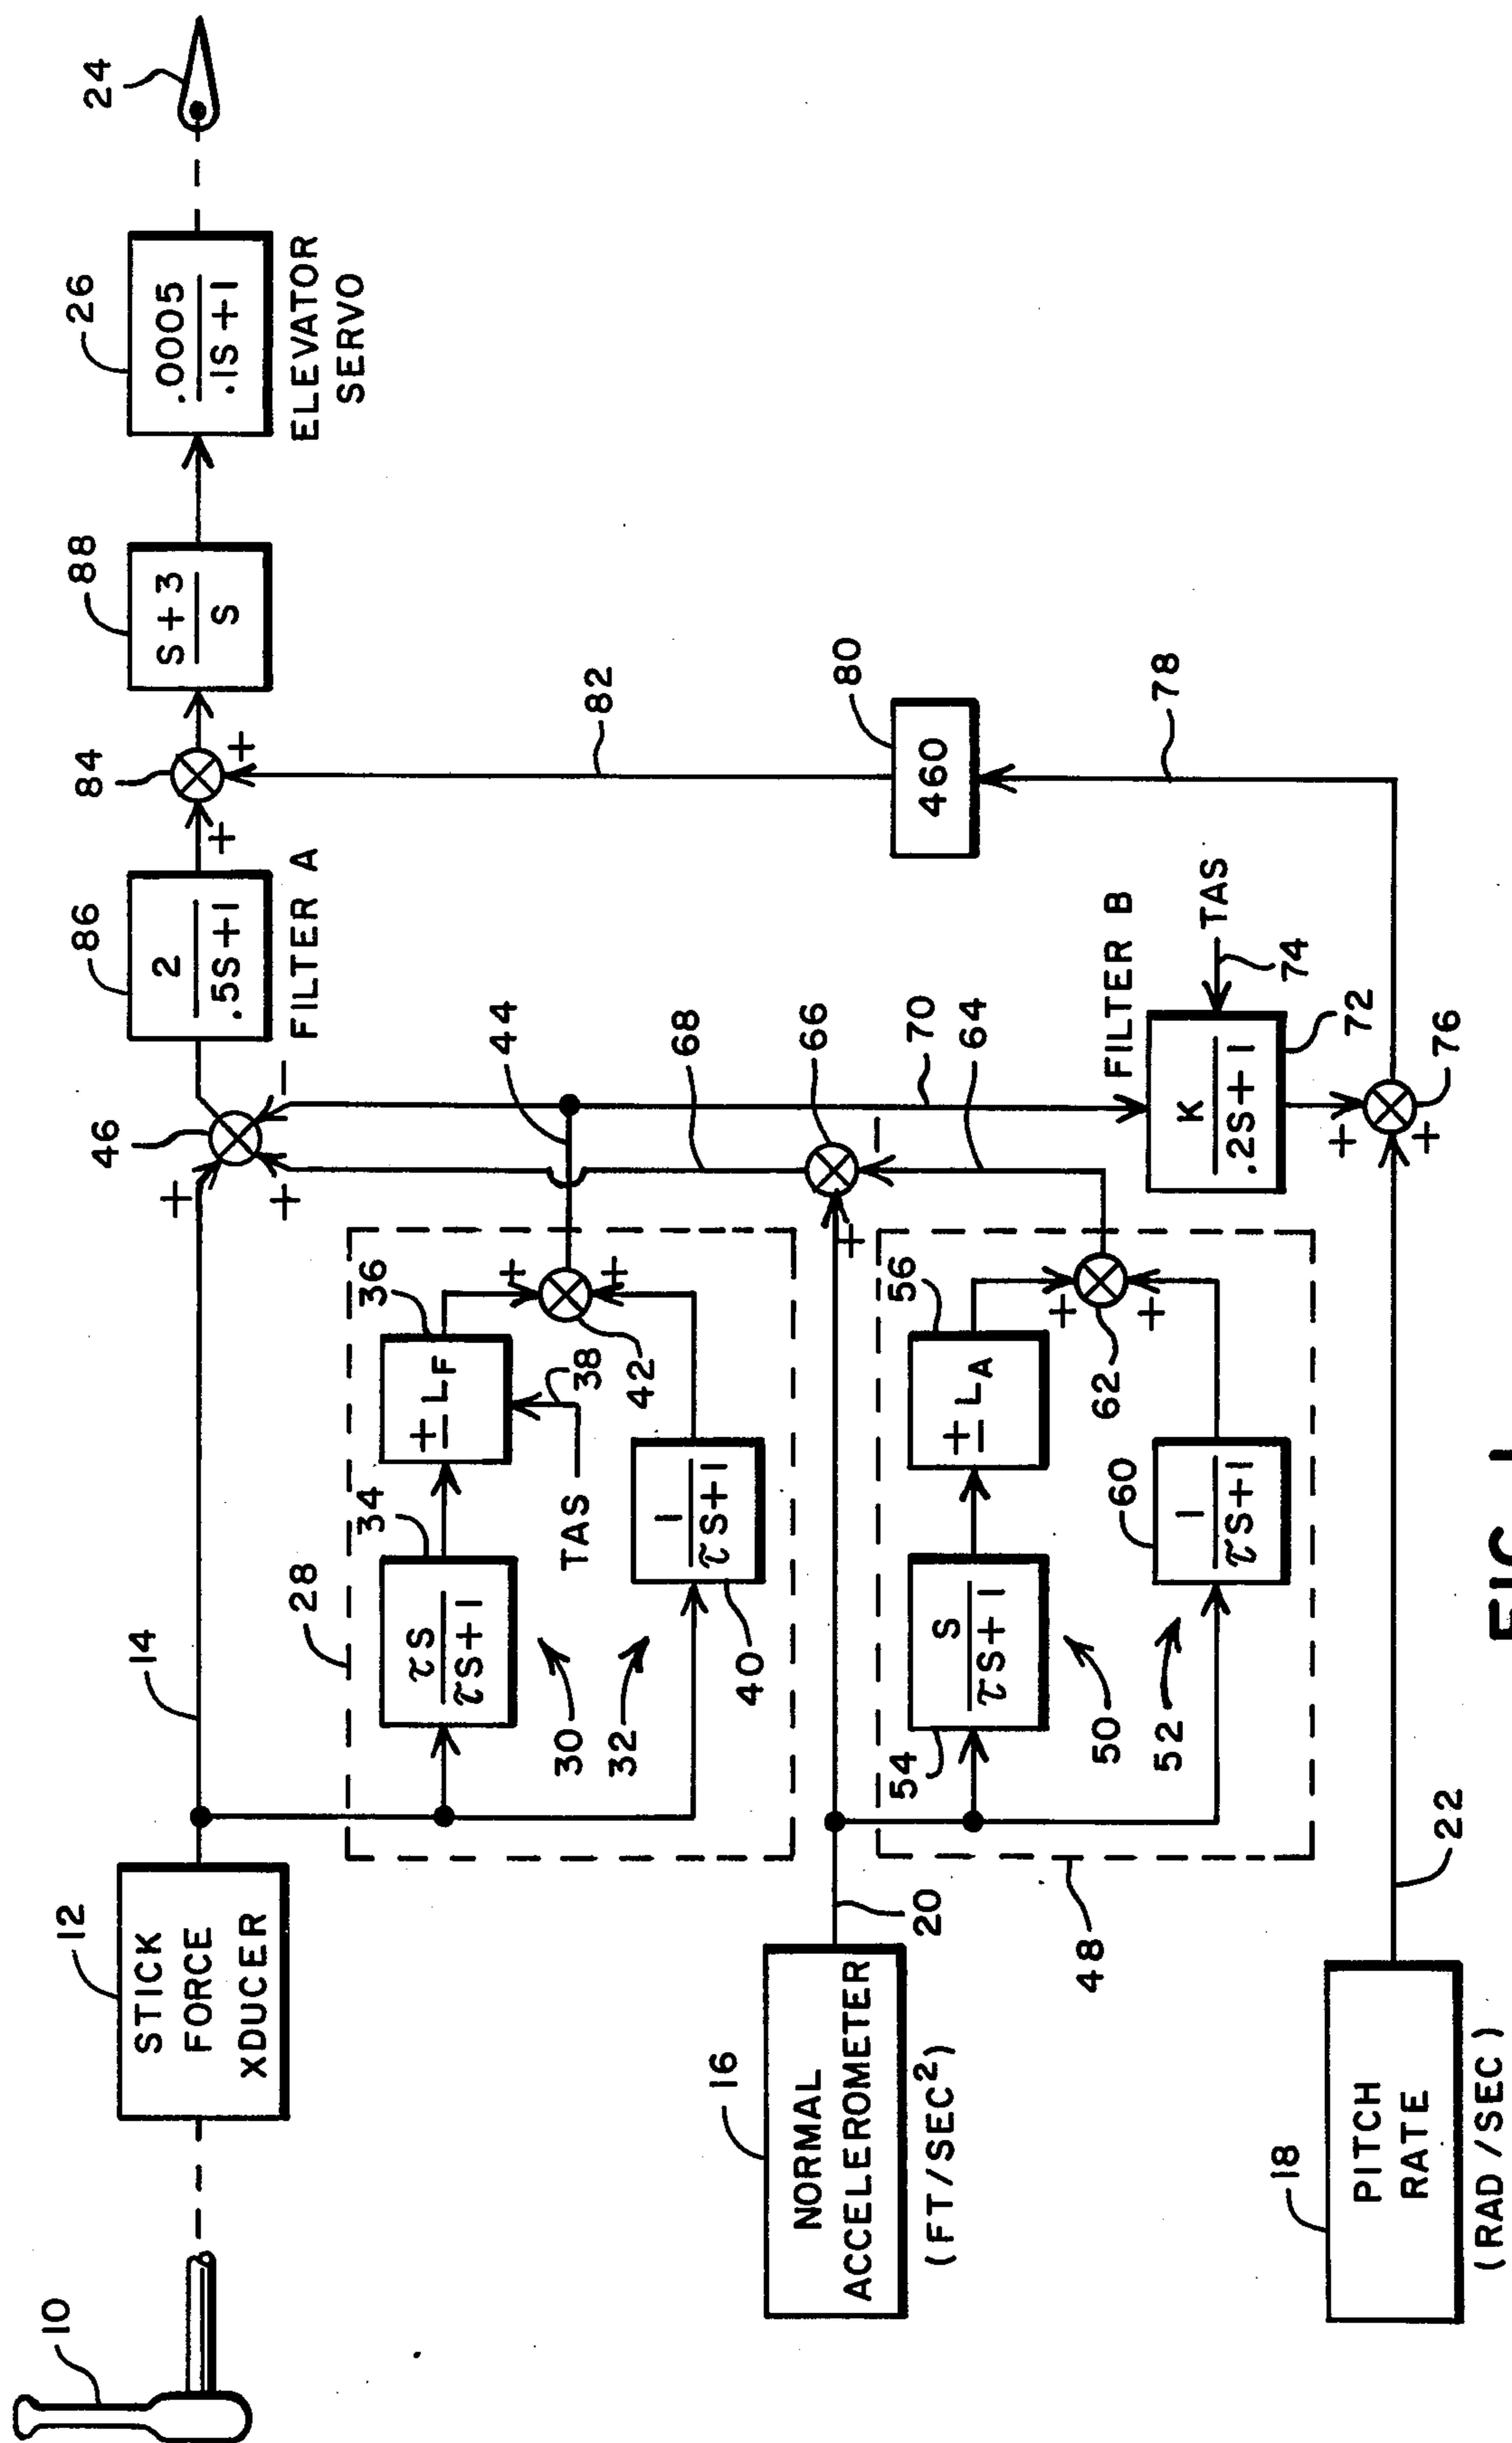 10
12
STICK
FORCE
XDUCER
14
46
+
+
−
86
2
.5S+1
FILTER A
84
+
+
88
S+3
S
26
.0005
.1S+1
ELEVATOR
SERVO
24
28
34
τS
τS+1
36
± LF
38
TAS
30
32
40
1
τS+1
42
+
+
44
68
66
+
−
70
64
82
80
460
78
16
NORMAL
ACCELEROMETER
(FT/SEC²)
20
48
54
S
τS+1
56
± LA
50
52
60
1
τS+1
62
+
+
FILTER B
K
.2S+1
TAS
74
72
76
+
+
18
PITCH
RATE
(RAD/SEC)
22